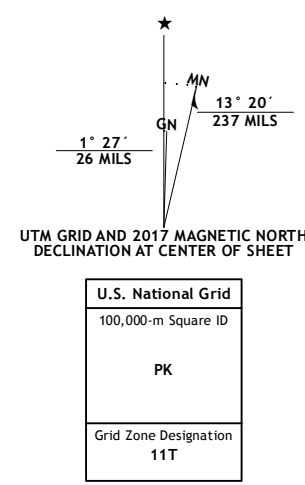 ★
MN
13° 20´
237 MILS
GN
1° 27´
26 MILS
UTM GRID AND 2017 MAGNETIC NORTH
DECLINATION AT CENTER OF SHEET
U.S. National Grid
100,000-m Square ID
PK
Grid Zone Designation
11T